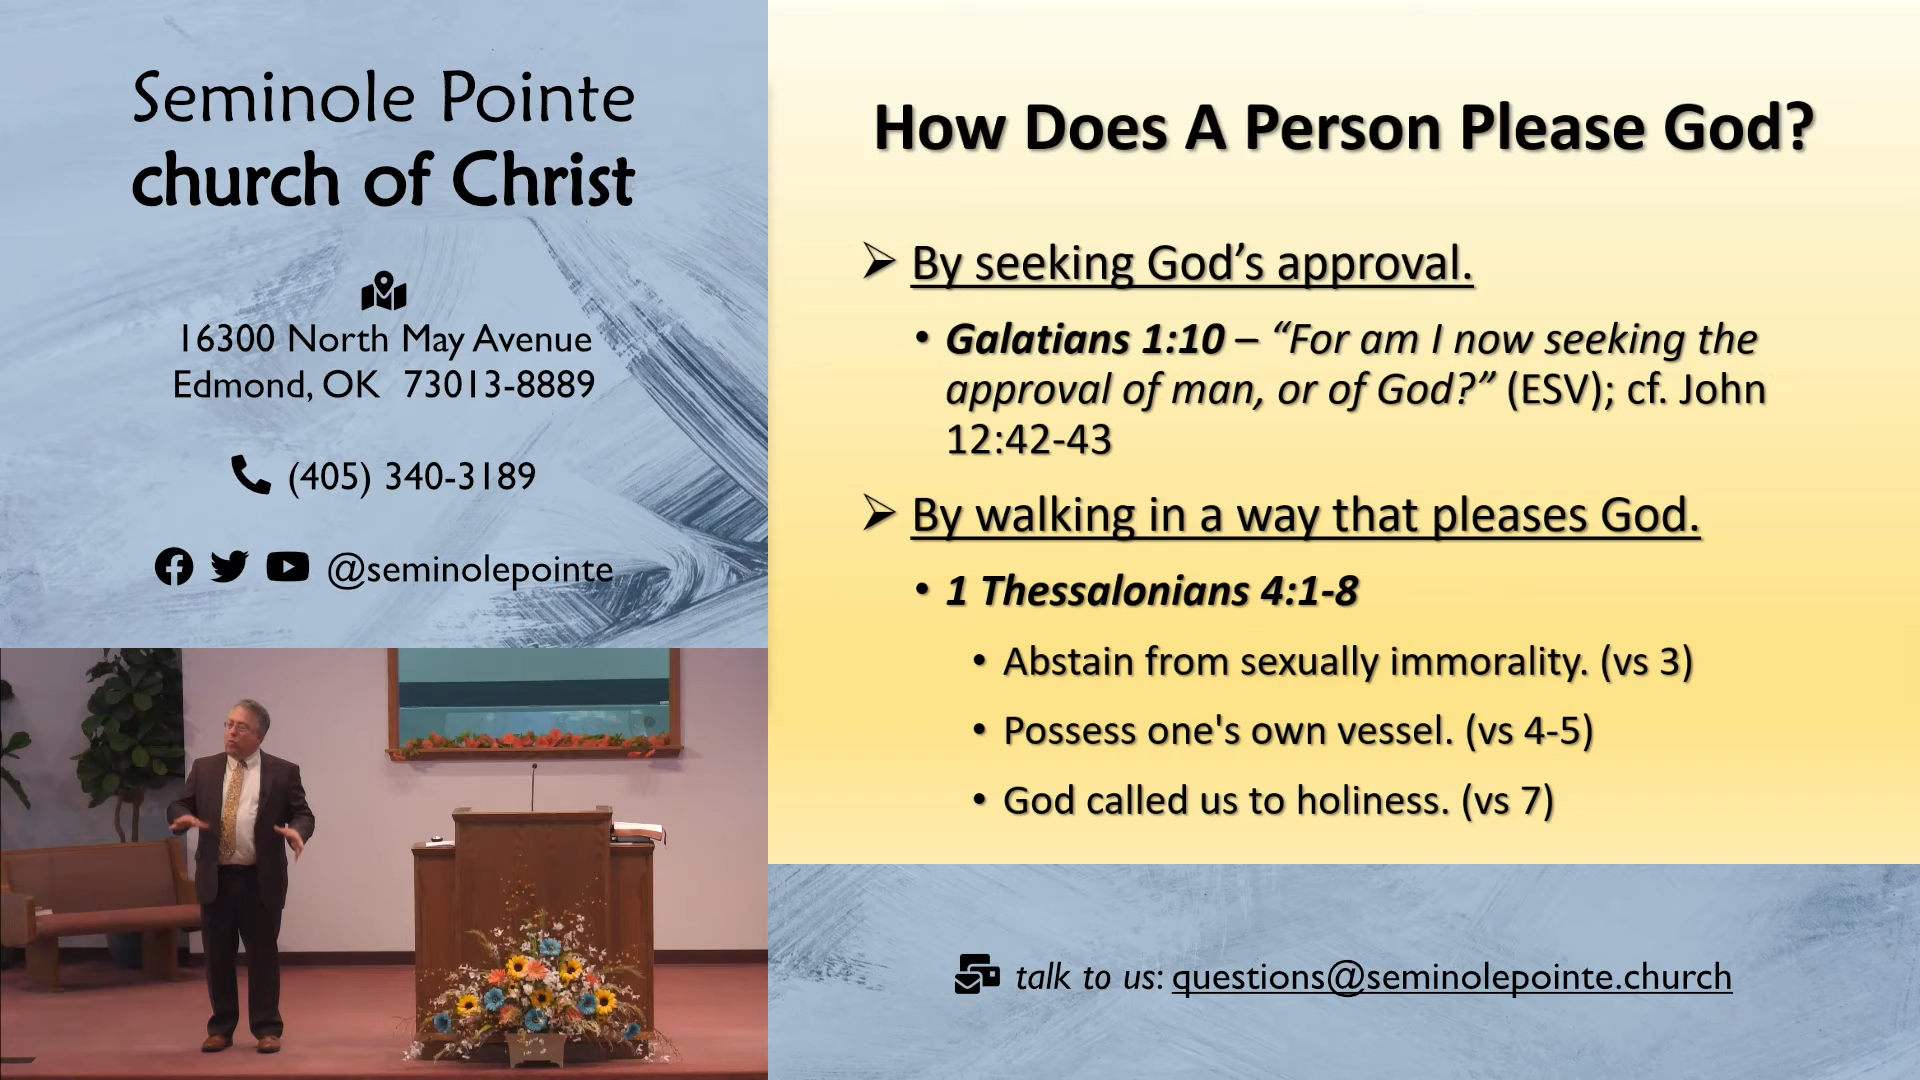 Seminole Pointe
church of Christ
16300 North May Avenue
Edmond, OK 73013-8889
(405) 340-3189
@seminolepointe
How Does A Person Please God?
➢ By seeking God’s approval.
• Galatians 1:10 – “For am I now seeking the
approval of man, or of God?” (ESV); cf. John
12:42-43
➢ By walking in a way that pleases God.
• 1 Thessalonians 4:1-8
• Abstain from sexually immorality. (vs 3)
• Possess one's own vessel. (vs 4-5)
• God called us to holiness. (vs 7)
talk to us: questions@seminolepointe.church